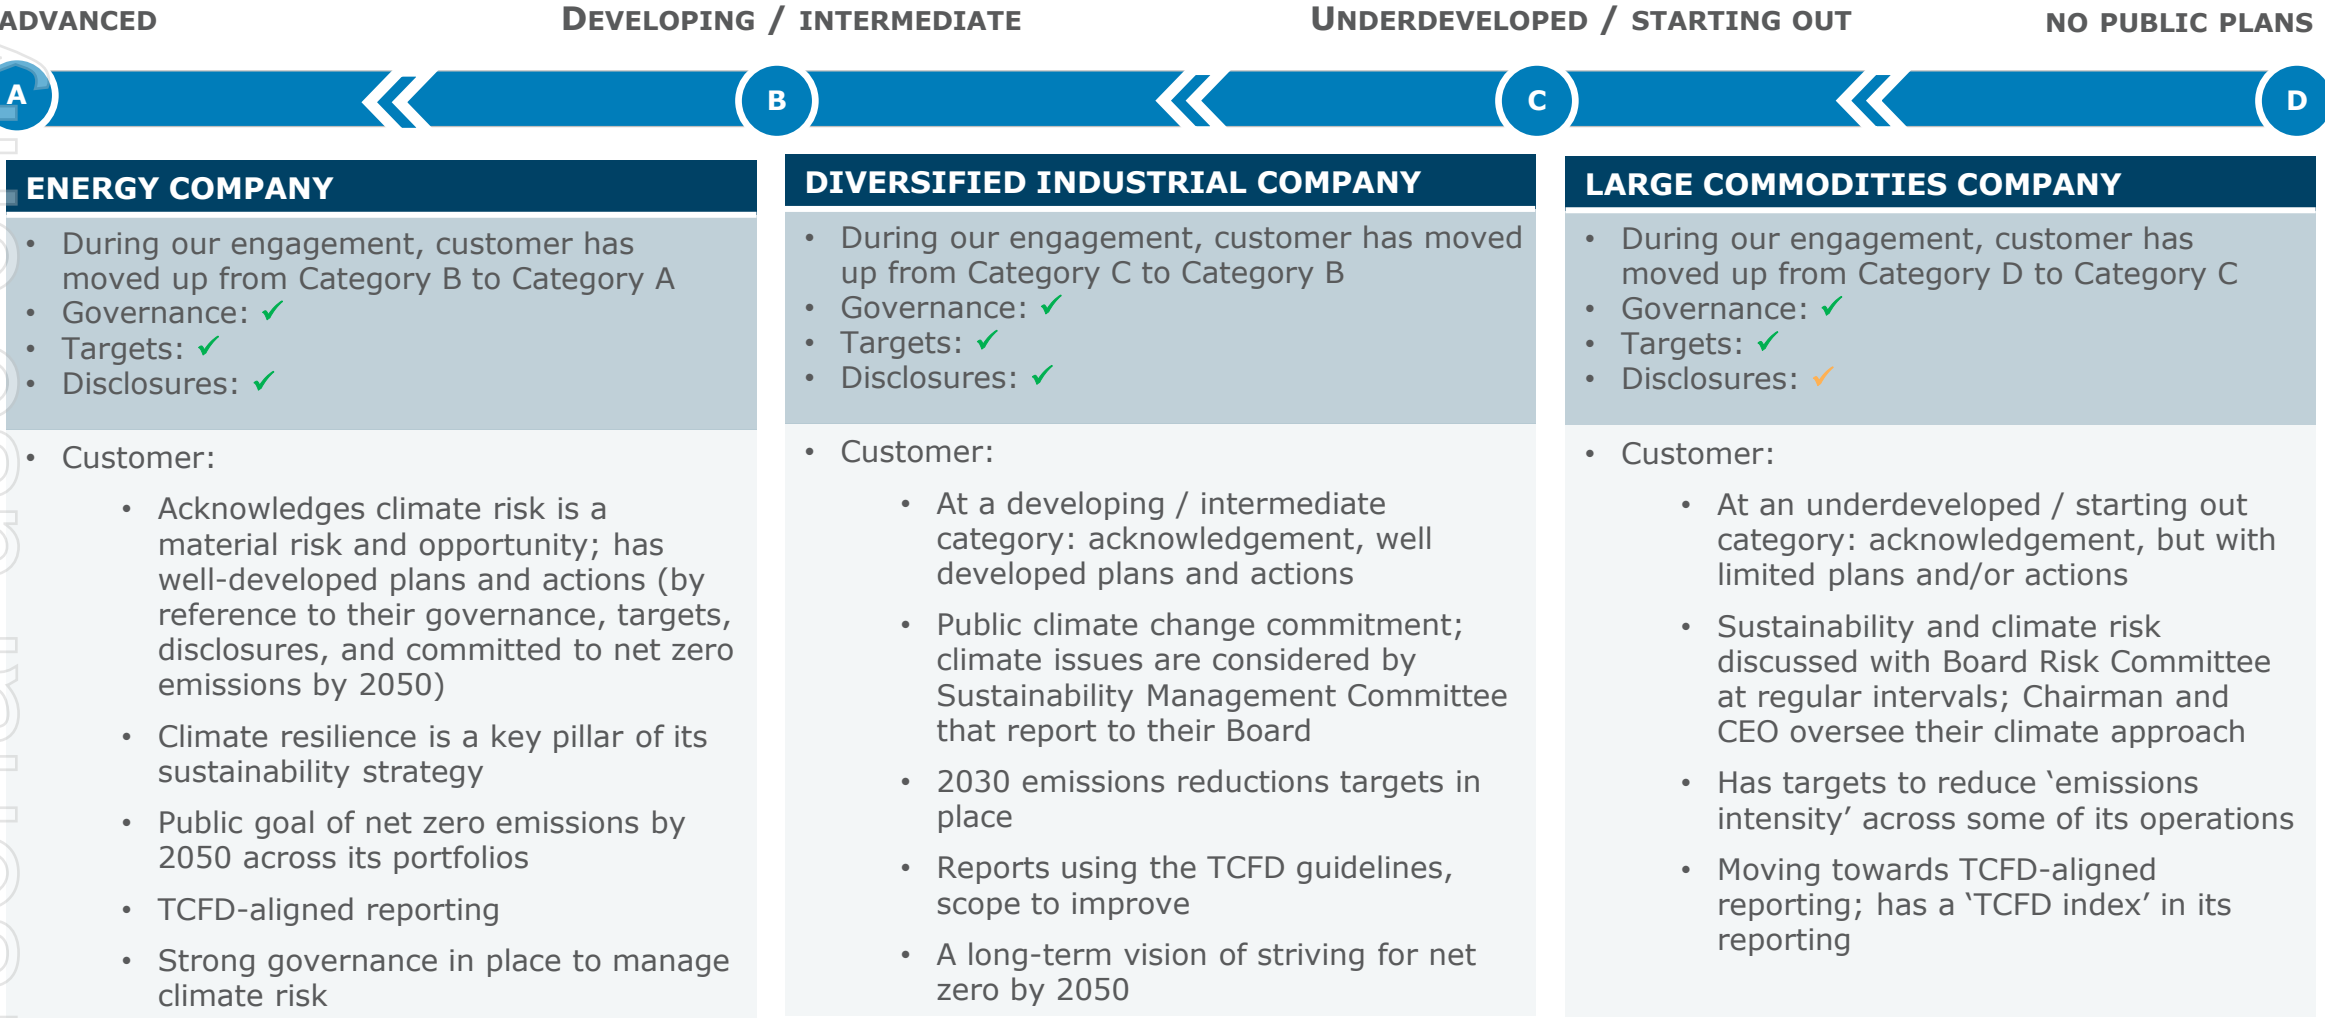 ADVANCED
DEVELOPING / INTERMEDIATE
UNDERDEVELOPED / STARTING OUT
NO PUBLIC PLANS
A
B
C
D
ENERGY COMPANY
• During our engagement, customer has
moved up from Category B to Category A
• Governance: ✓
• Targets: ✓
• Disclosures: ✓
• Customer:
• Acknowledges climate risk is a
material risk and opportunity; has
well-developed plans and actions (by
reference to their governance, targets,
disclosures, and committed to net zero
emissions by 2050)
• Climate resilience is a key pillar of its
sustainability strategy
• Public goal of net zero emissions by
2050 across its portfolios
• TCFD-aligned reporting
• Strong governance in place to manage
climate risk
DIVERSIFIED INDUSTRIAL COMPANY
• During our engagement, customer has moved
up from Category C to Category B
• Governance: ✓
• Targets: ✓
• Disclosures: ✓
• Customer:
• At a developing / intermediate
category: acknowledgement, well
developed plans and actions
• Public climate change commitment;
climate issues are considered by
Sustainability Management Committee
that report to their Board
• 2030 emissions reductions targets in
place
• Reports using the TCFD guidelines,
scope to improve
• A long-term vision of striving for net
zero by 2050
LARGE COMMODITIES COMPANY
• During our engagement, customer has
moved up from Category D to Category C
• Governance: ✓
• Targets: ✓
• Disclosures: ✓
• Customer:
• At an underdeveloped / starting out
category: acknowledgement, but with
limited plans and/or actions
• Sustainability and climate risk
discussed with Board Risk Committee
at regular intervals; Chairman and
CEO oversee their climate approach
• Has targets to reduce ‘emissions
intensity’ across some of its operations
• Moving towards TCFD-aligned
reporting; has a ‘TCFD index’ in its
reporting